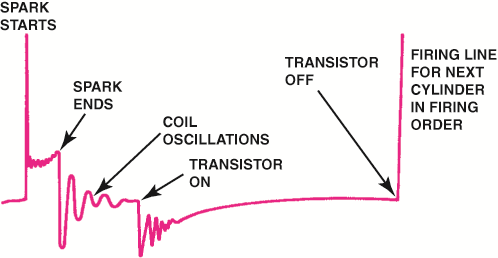 SPARK
STARTS
SPARK
ENDS
COIL
OSCILLATIONS
TRANSISTOR
ON
TRANSISTOR
OFF
FIRING LINE
FOR NEXT
CYLINDER
IN FIRING
ORDER